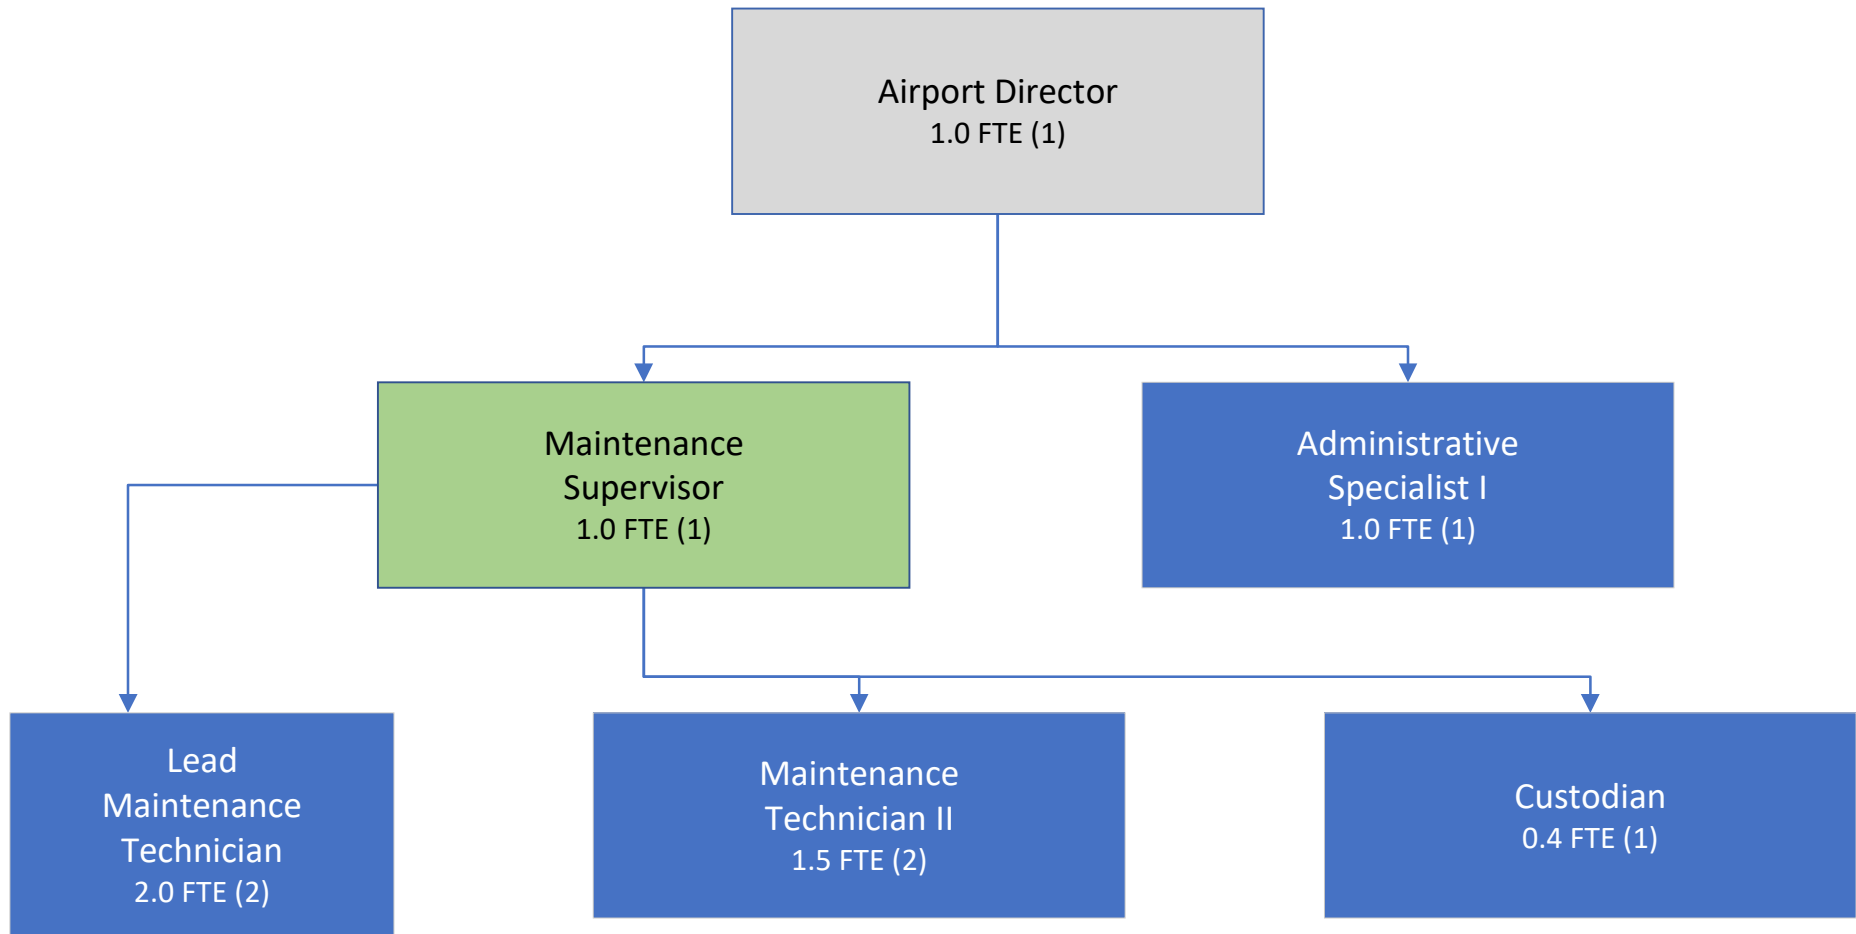 Airport Director
1.0 FTE (1)
Maintenance
Supervisor
1.0 FTE (1)
Administrative
Specialist I
1.0 FTE (1)
Lead
Maintenance
Technician
2.0 FTE (2)
Maintenance
Technician II
1.5 FTE (2)
Custodian
0.4 FTE (1)